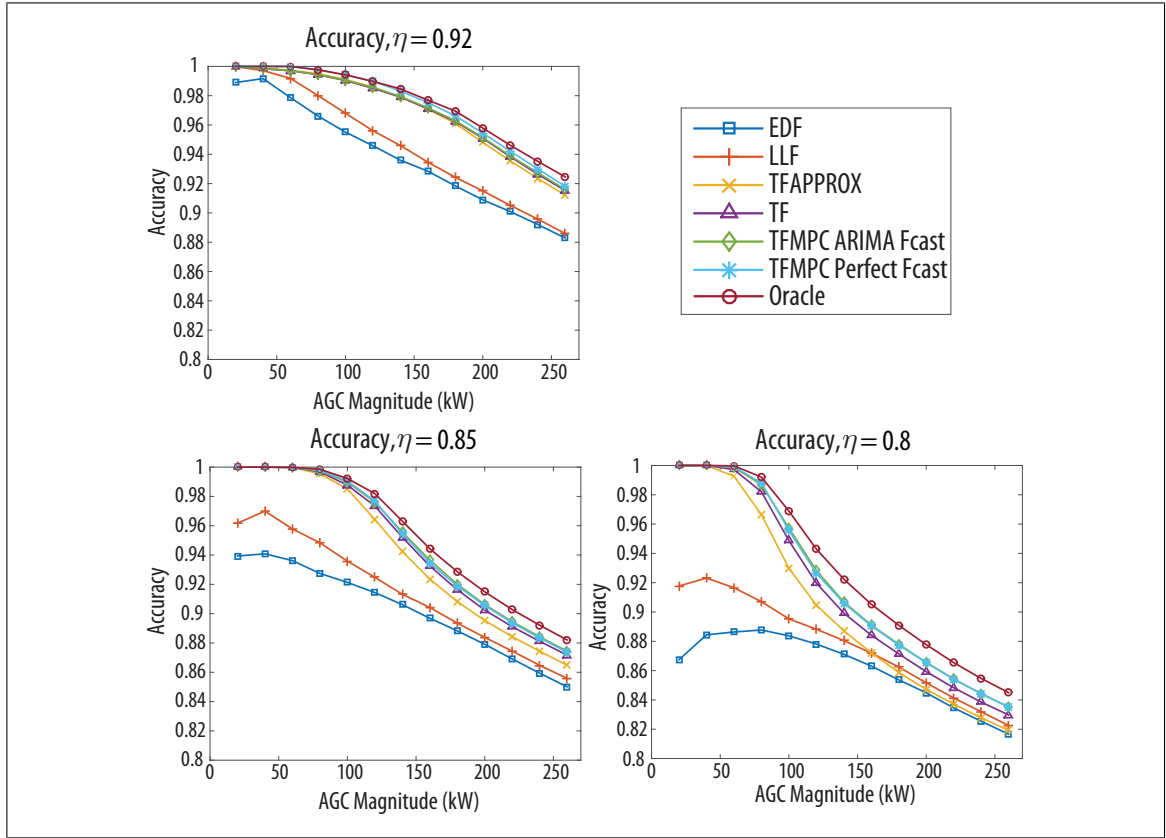 Accuracy, η = 0.92
1
0.98
0.96
0.94
0.92
0.9
0.88
0.86
0.84
0.82
0.8
Accuracy
0 50 100 150 200 250
AGC Magnitude (kW)
EDF
LLF
TFAPPROX
TF
TFMPC ARIMA Fcast
TFMPC Perfect Fcast
Oracle
Accuracy, η = 0.85
1
0.98
0.96
0.94
0.92
0.9
0.88
0.86
0.84
0.82
0.8
Accuracy
0 50 100 150 200 250
AGC Magnitude (kW)
Accuracy, η = 0.8
1
0.98
0.96
0.94
0.92
0.9
0.88
0.86
0.84
0.82
0.8
Accuracy
0 50 100 150 200 250
AGC Magnitude (kW)